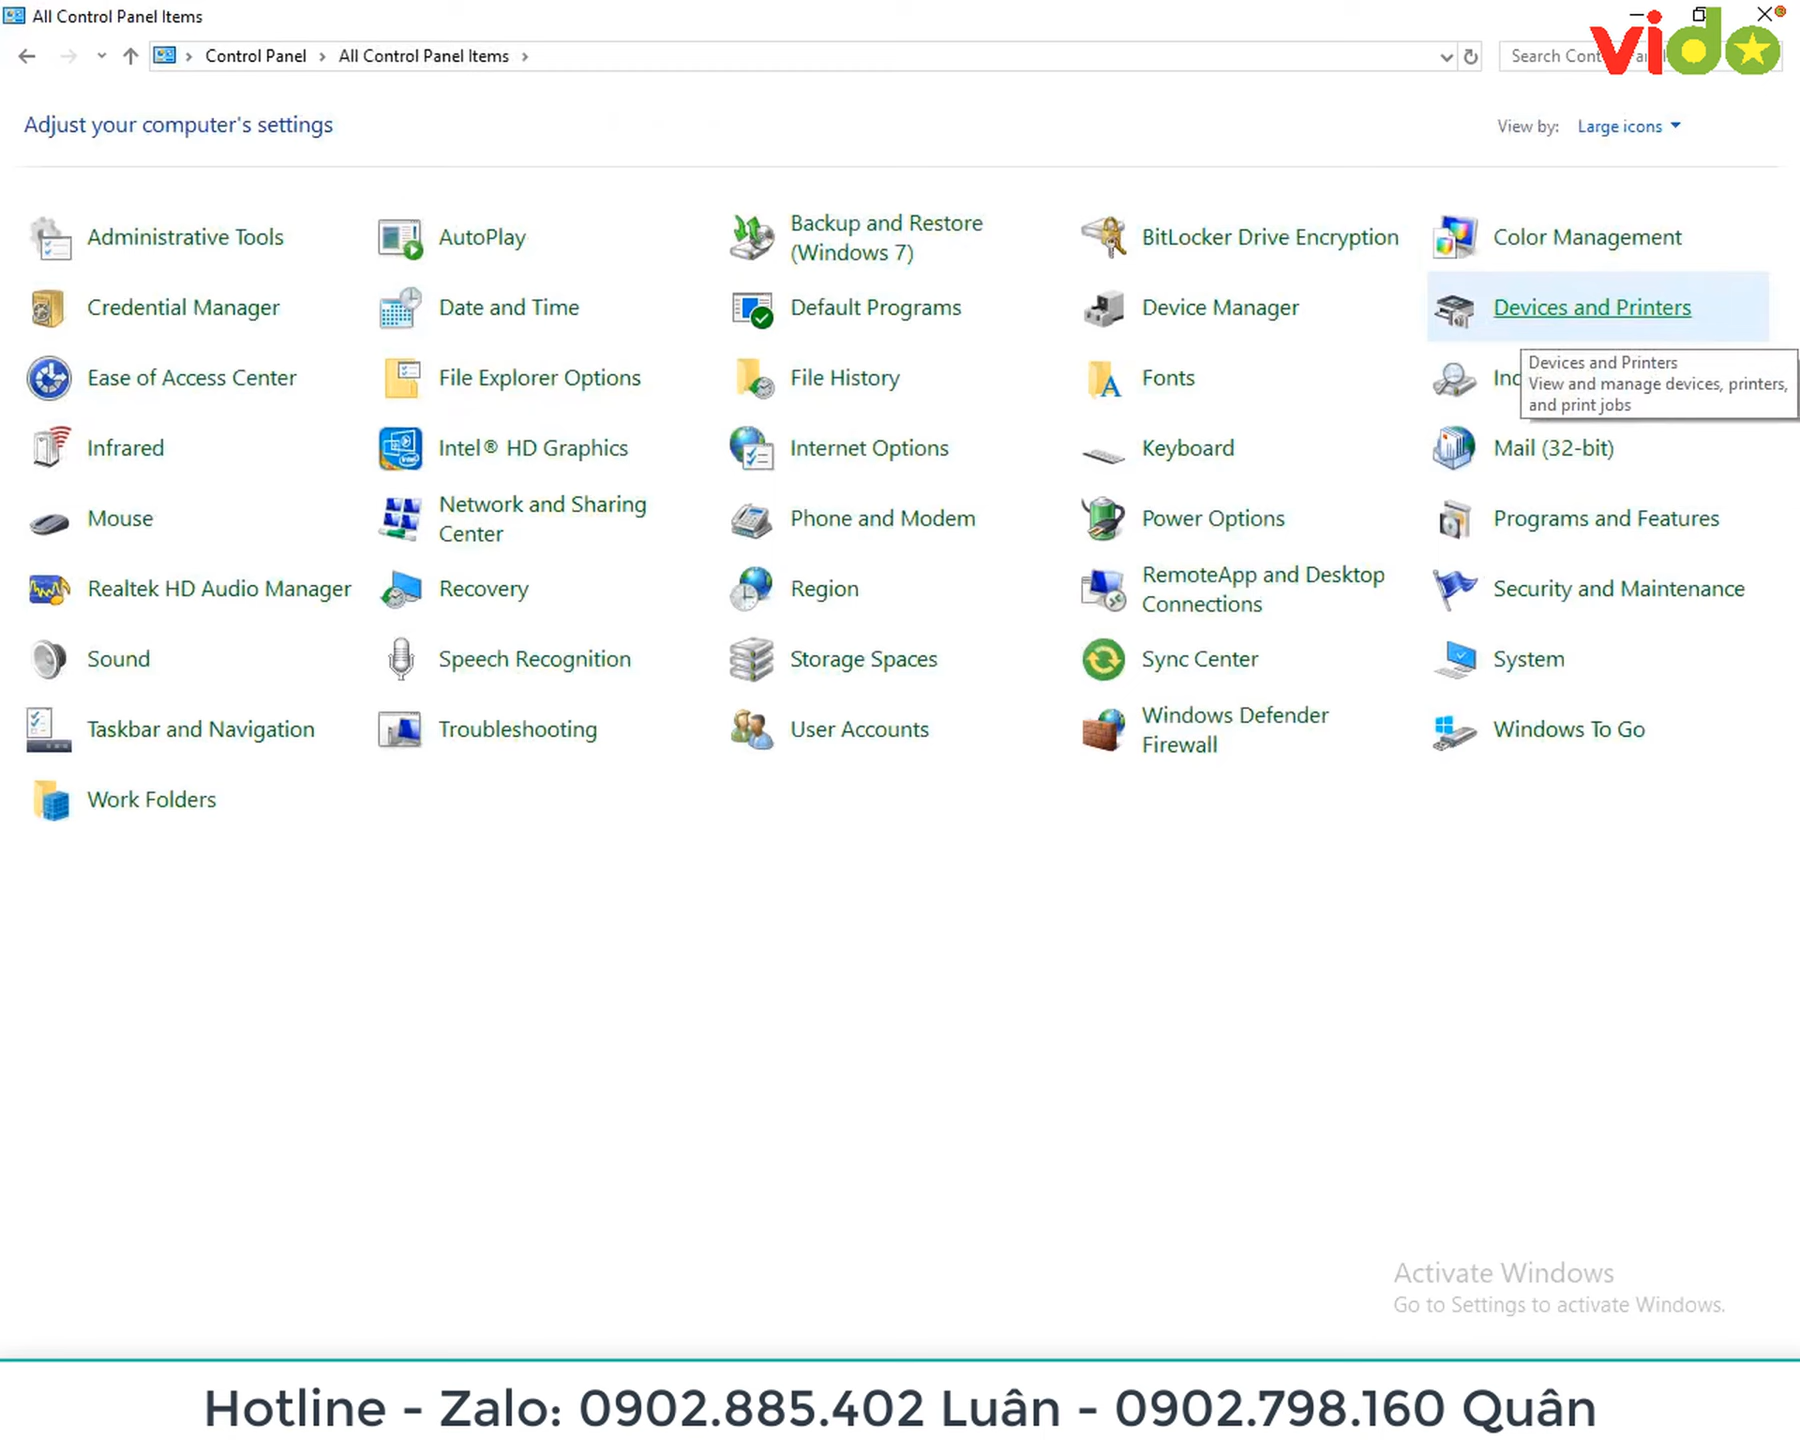 All Control Panel Items
vido
Control Panel > All Control Panel Items >
Search Cont
Adjust your computer's settings
View by: Large icons
Administrative Tools
AutoPlay
Backup and Restore
(Windows 7)
BitLocker Drive Encryption
Color Management
Credential Manager
Date and Time
Default Programs
Device Manager
Devices and Printers
Devices and Printers
View and manage devices, printers,
and print jobs
Ease of Access Center
File Explorer Options
File History
Fonts
Infrared
Intel® HD Graphics
Internet Options
Keyboard
Mail (32-bit)
Mouse
Network and Sharing
Center
Phone and Modem
Power Options
Programs and Features
Realtek HD Audio Manager
Recovery
Region
RemoteApp and Desktop
Connections
Security and Maintenance
Sound
Speech Recognition
Storage Spaces
Sync Center
System
Taskbar and Navigation
Troubleshooting
User Accounts
Windows Defender
Firewall
Windows To Go
Work Folders
Activate Windows
Go to Settings to activate Windows.
Hotline - Zalo: 0902.885.402 Luân - 0902.798.160 Quân